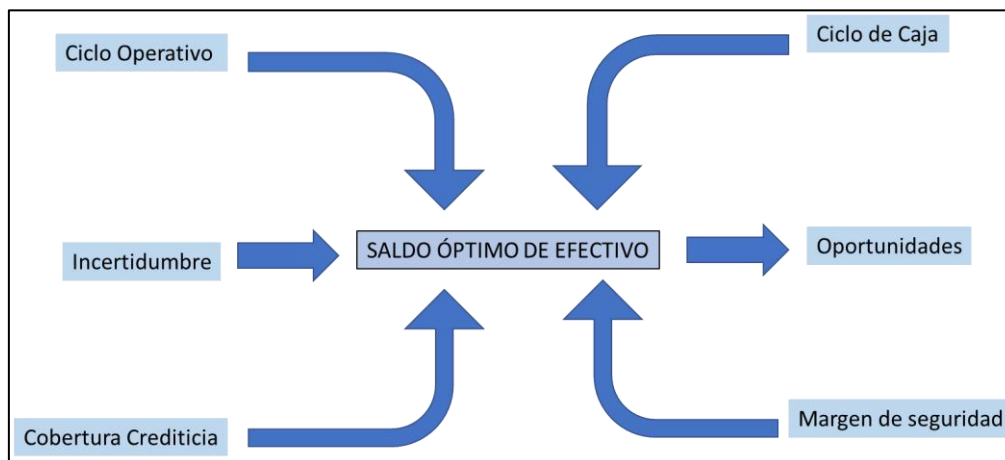 Ciclo Operativo
Ciclo de Caja
Incertidumbre
SALDO ÓPTIMO DE EFECTIVO
Oportunidades
Cobertura Crediticia
Margen de seguridad